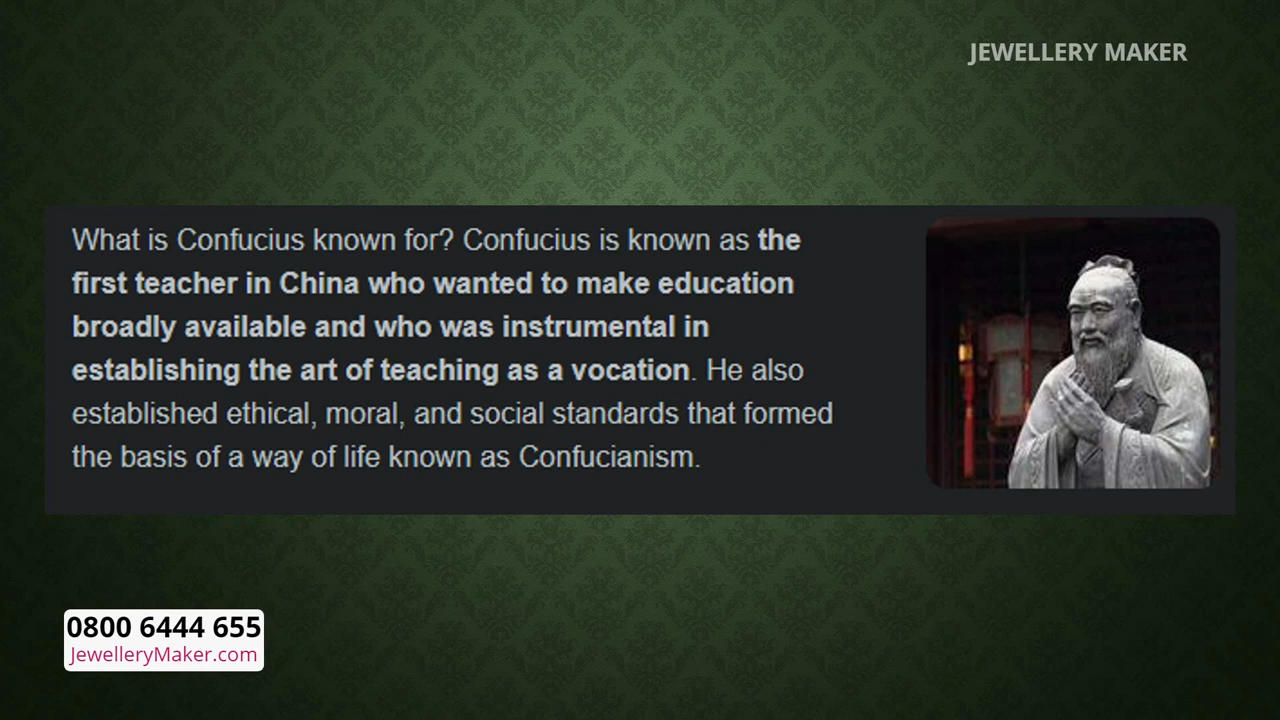 JEWELLERY MAKER
What is Confucius known for? Confucius is known as the
first teacher in China who wanted to make education
broadly available and who was instrumental in
establishing the art of teaching as a vocation. He also
established ethical, moral, and social standards that formed
the basis of a way of life known as Confucianism.
0800 6444 655
JewelleryMaker.com